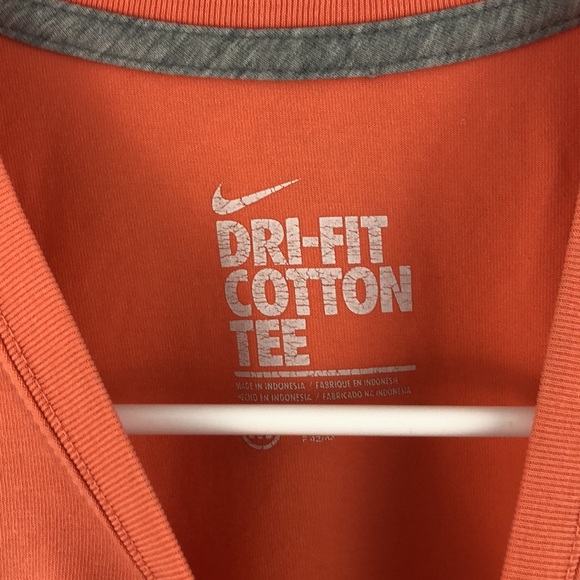 DRI-FIT
COTTON
TEE
MADE IN INDONESIA / FABRIQUE EN INDONESIE
HECHO EN INDONESIA / FABRICADO NA INDONESIA